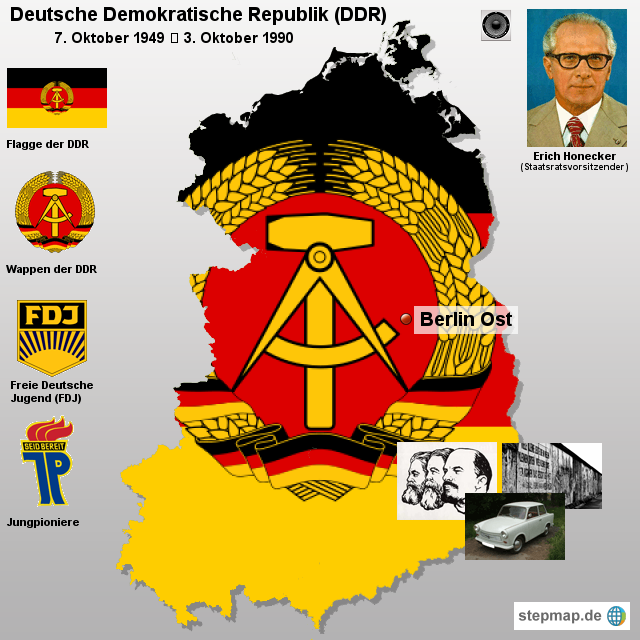 Deutsche Demokratische Republik (DDR)
7. Oktober 1949 ▯ 3. Oktober 1990
Flagge der DDR
Wappen der DDR
FDJ
Freie Deutsche
Jugend (FDJ)
SEID BEREIT
JP
Jungpioniere
Erich Honecker
(Staatsratsvorsitzender)
Berlin Ost
stepmap.de